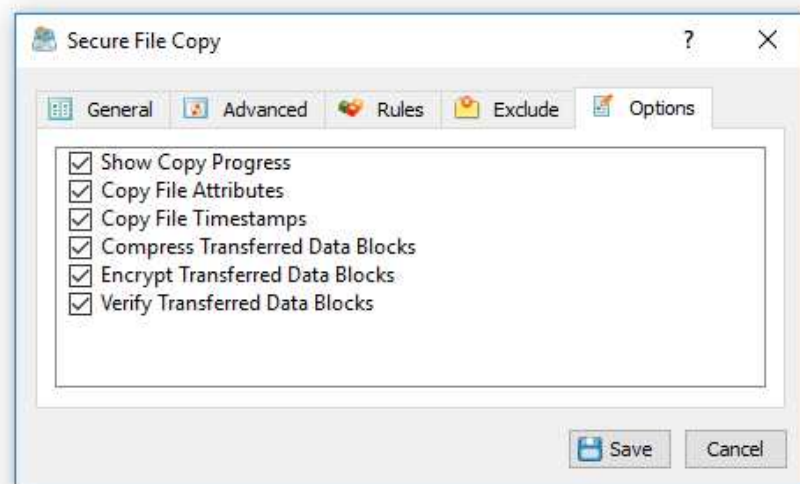 Secure File Copy ?
General Advanced Rules Exclude Options
Show Copy Progress
Copy File Attributes
Copy File Timestamps
Compress Transferred Data Blocks
Encrypt Transferred Data Blocks
Verify Transferred Data Blocks
Save Cancel